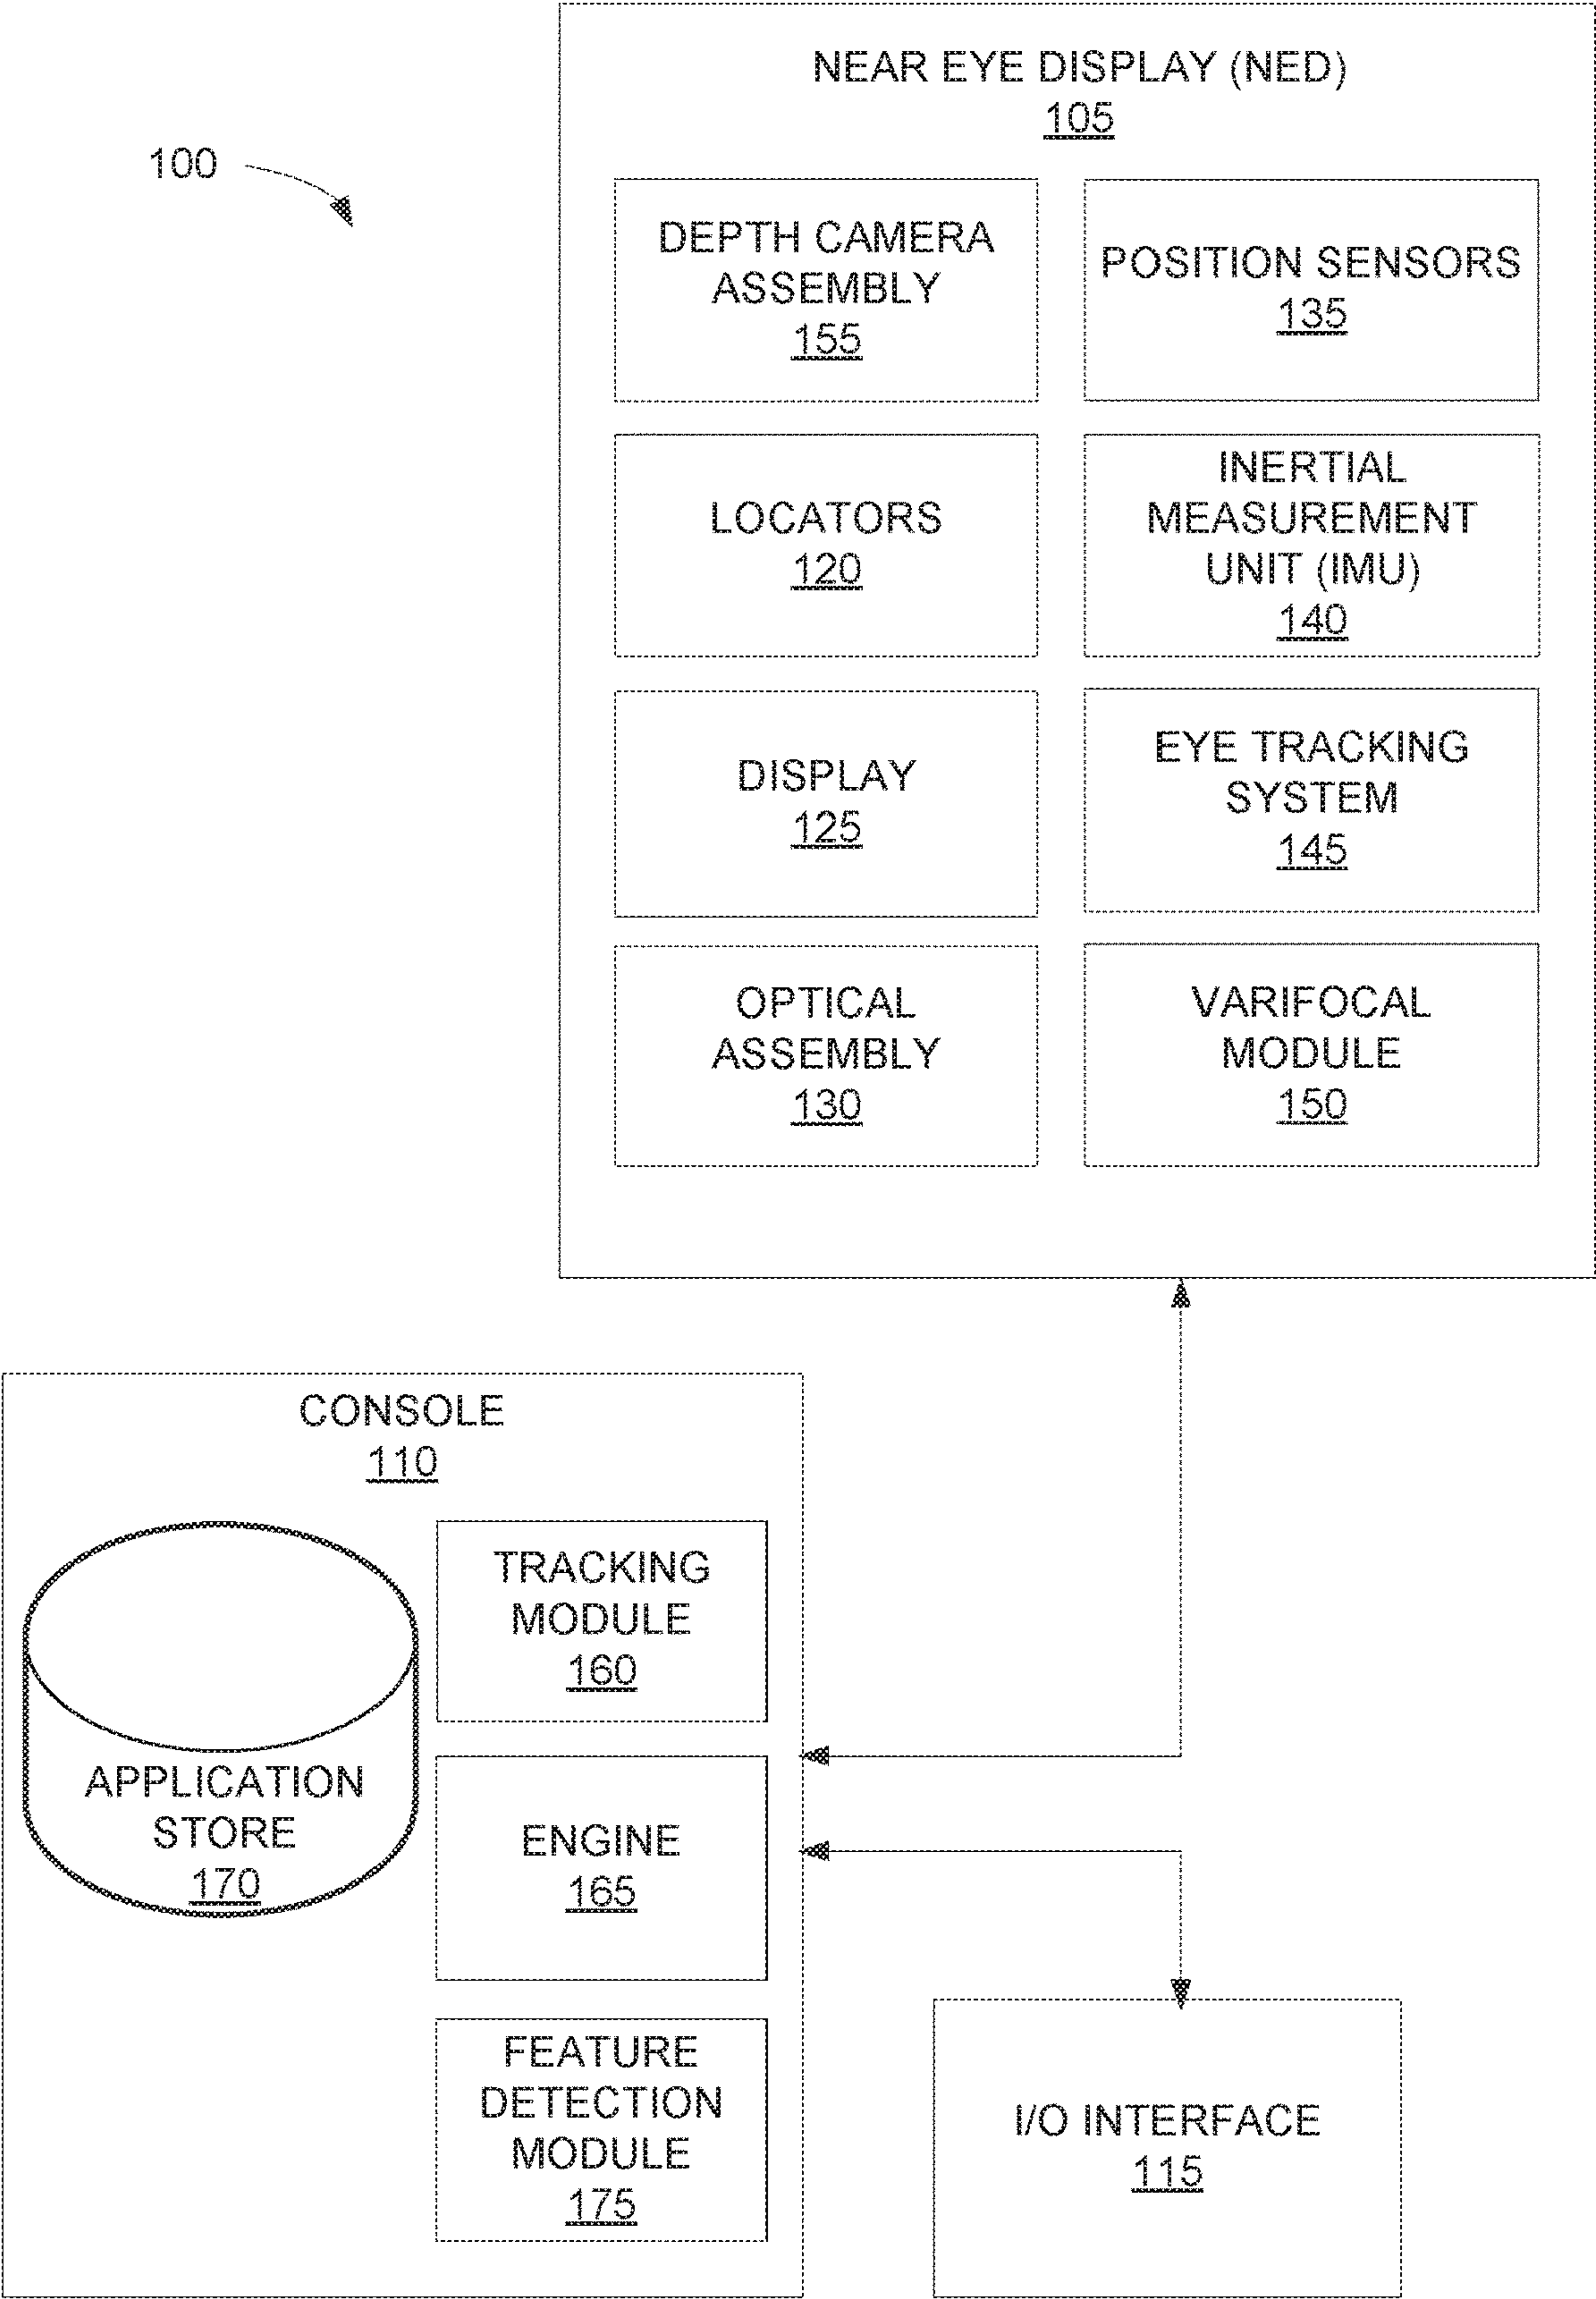 NEAR EYE DISPLAY (NED)
105
100
DEPTH CAMERA
ASSEMBLY
155
POSITION SENSORS
135
LOCATORS
120
INERTIAL
MEASUREMENT
UNIT (IMU)
140
DISPLAY
125
EYE TRACKING
SYSTEM
145
OPTICAL
ASSEMBLY
130
VARIFOCAL
MODULE
150
CONSOLE
110
TRACKING
MODULE
160
APPLICATION
STORE
170
ENGINE
165
FEATURE
DETECTION
MODULE
175
I/O INTERFACE
115